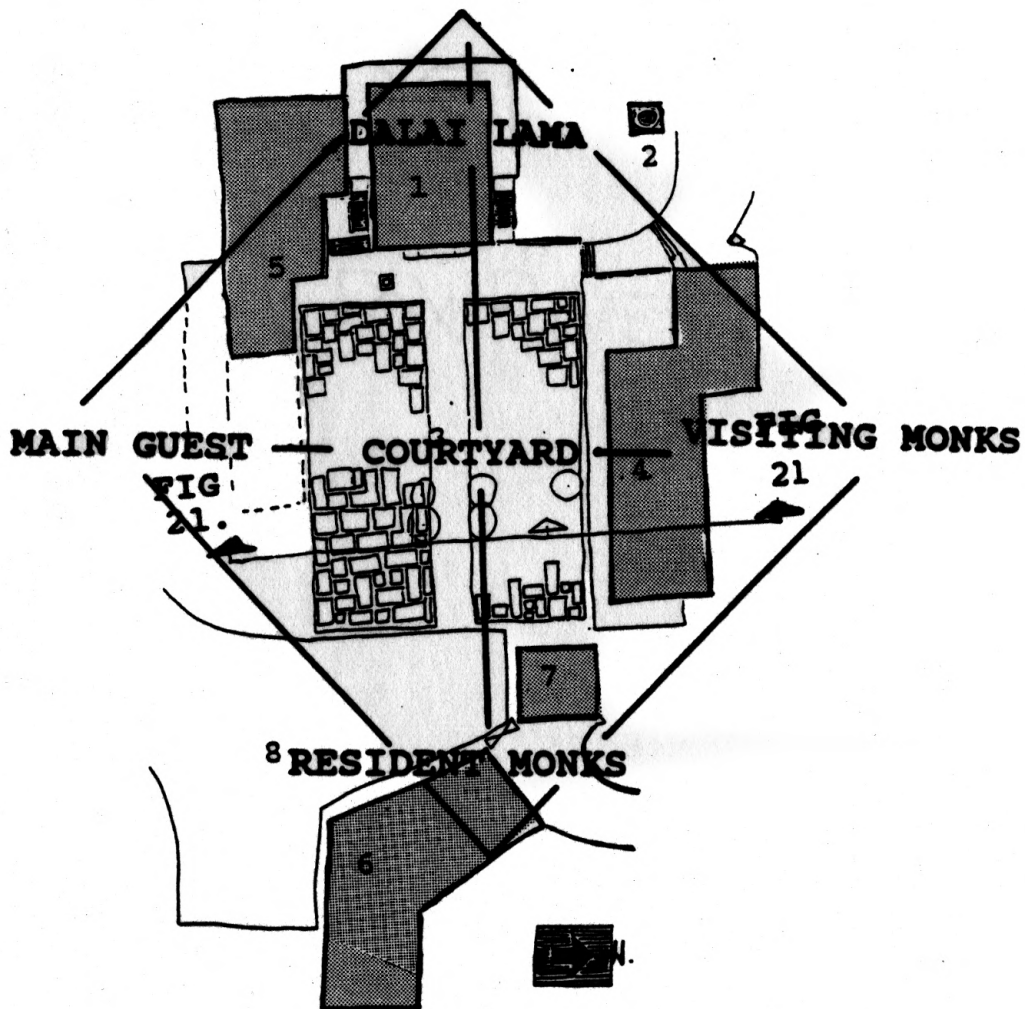 DALAI LAMA
1
2
5
MAIN GUEST
COURTYARD
VISITING MONKS
FIG
21
4
FIG
21.
7
8
RESIDENT MONKS
6
N.